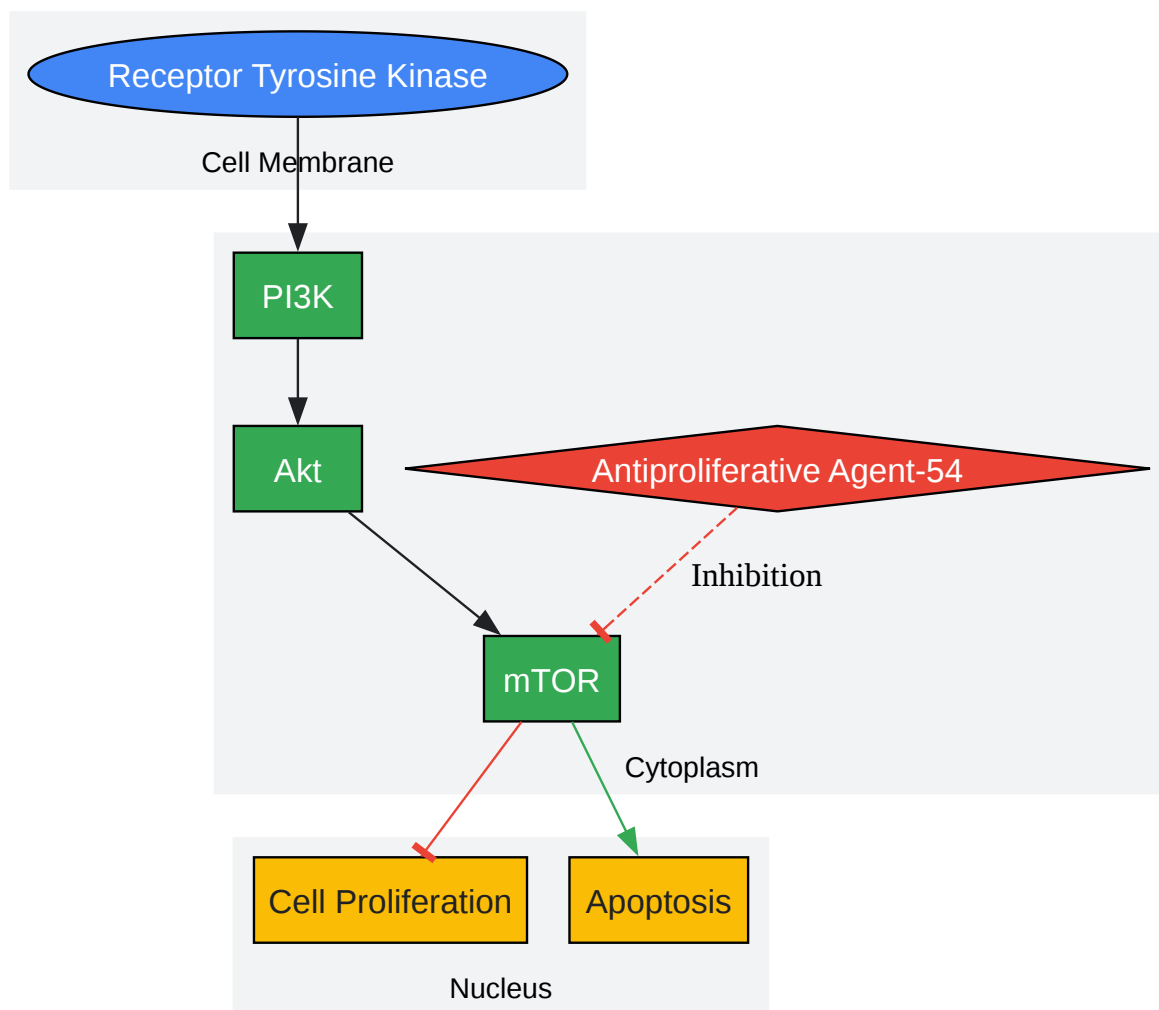 Receptor Tyrosine Kinase
Cell Membrane
PI3K
Akt
Antiproliferative Agent-54
Inhibition
mTOR
Cytoplasm
Cell Proliferation
Apoptosis
Nucleus